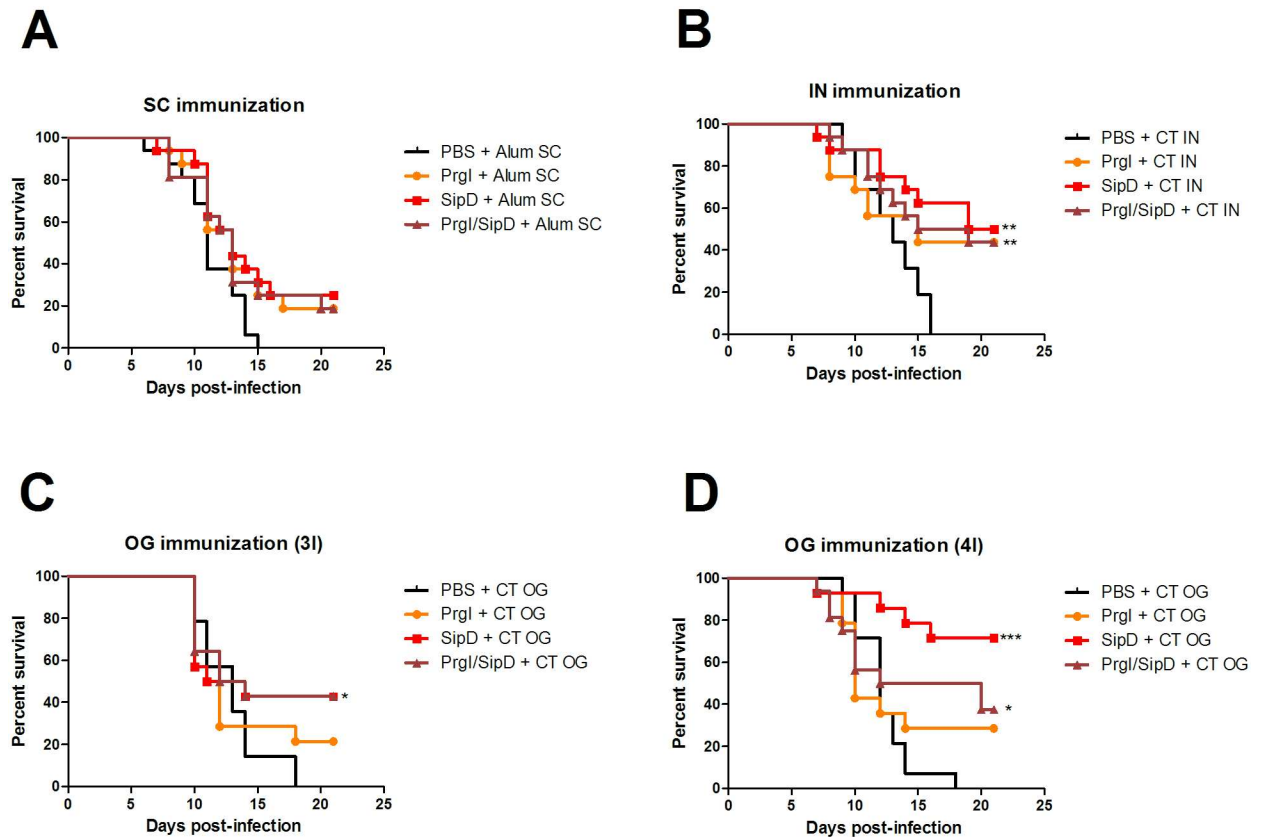 A
SC immunization
Percent survival
100
80
60
40
20
0
0 5 10 15 20 25
Days post-infection
PBS + Alum SC
PrgI + Alum SC
SipD + Alum SC
PrgI/SipD + Alum SC
B
IN immunization
Percent survival
100
80
60
40
20
0
0 5 10 15 20 25
Days post-infection
**
**
PBS + CT IN
PrgI + CT IN
SipD + CT IN
PrgI/SipD + CT IN
C
OG immunization (3I)
Percent survival
100
80
60
40
20
0
0 5 10 15 20 25
Days post-infection
*
PBS + CT OG
PrgI + CT OG
SipD + CT OG
PrgI/SipD + CT OG
D
OG immunization (4I)
Percent survival
100
80
60
40
20
0
0 5 10 15 20 25
Days post-infection
***
*
PBS + CT OG
PrgI + CT OG
SipD + CT OG
PrgI/SipD + CT OG